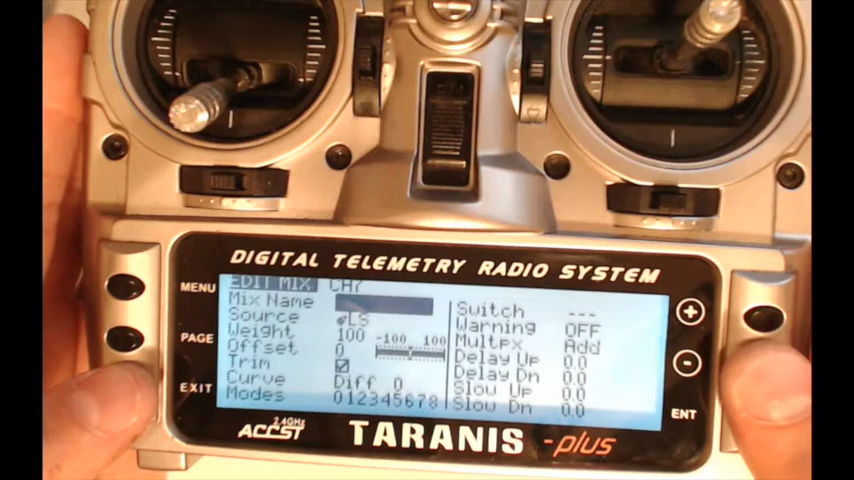 DIGITAL TELEMETRY RADIO SYSTEM
MENU
PAGE
EXIT
EDIT MIX CH7
Mix Name
Source LS
Weight 100
Offset 0
-100 100
Trim
Curve Diff 0
Modes 012345678
Switch ---
Warning OFF
Multpx Add
Delay Up 0.0
Delay Dn 0.0
Slow Up 0.0
Slow Dn 0.0
+
-
ENT
2.4GHz
ACCST
TARANIS -plus